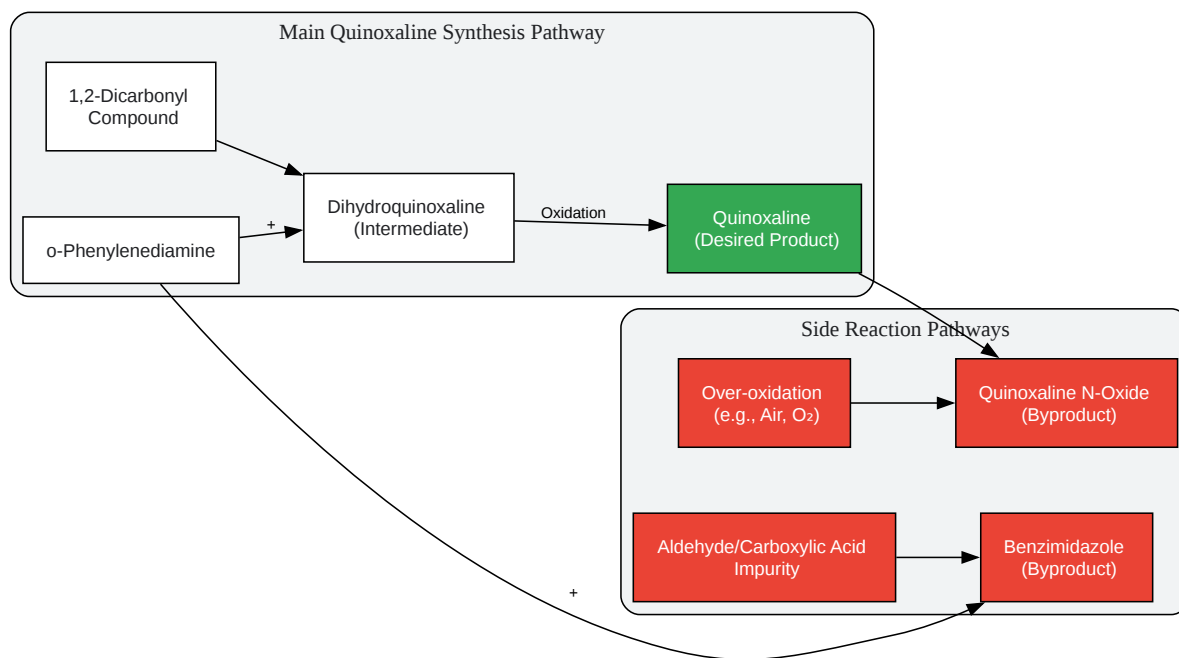 Main Quinoxaline Synthesis Pathway
1,2-Dicarbonyl
Compound
o-Phenylenediamine
+
Dihydroquinoxaline
(Intermediate)
Oxidation
Quinoxaline
(Desired Product)
Side Reaction Pathways
Over-oxidation
(e.g., Air, O₂)
Quinoxaline N-Oxide
(Byproduct)
Aldehyde/Carboxylic Acid
Impurity
Benzimidazole
(Byproduct)
+